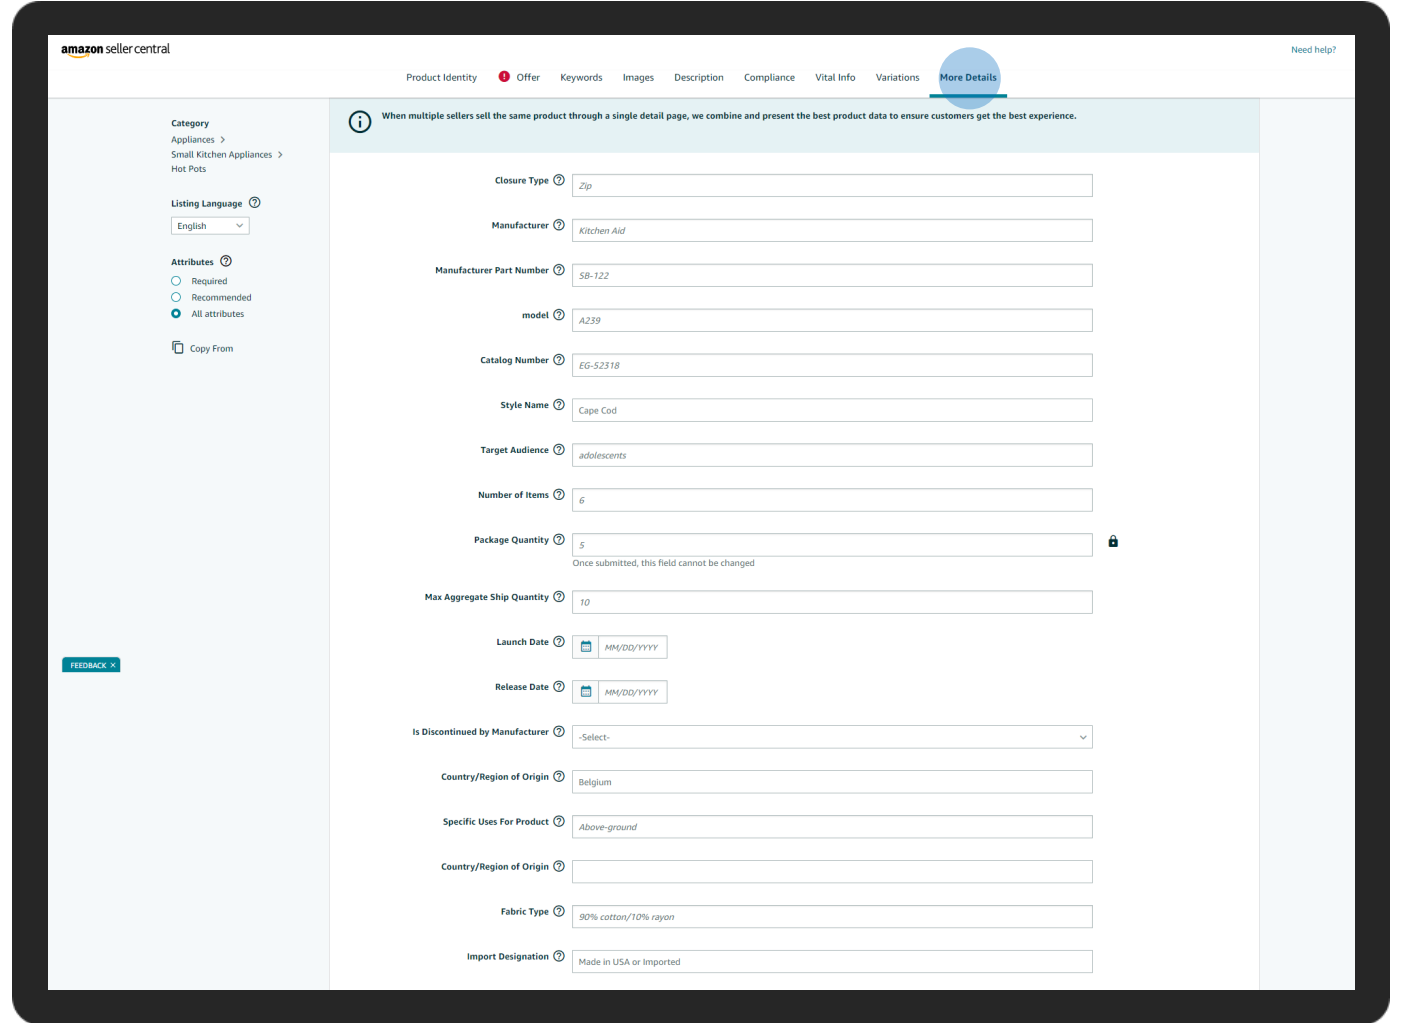 amazon seller central
Need help?
Product Identity ! Offer Keywords Images Description Compliance Vital Info Variations More Details
When multiple sellers sell the same product through a single detail page, we combine and present the best product data to ensure customers get the best experience.
Category
Appliances >
Small Kitchen Appliances >
Hot Pots
Listing Language ?
English
Attributes ?
Required
Recommended
All attributes
Copy From
FEEDBACK ×
Closure Type ? Zip
Manufacturer ? Kitchen Aid
Manufacturer Part Number ? SB-122
model ? A239
Catalog Number ? EG-52318
Style Name ? Cape Cod
Target Audience ? adolescents
Number of Items ? 6
Package Quantity ? 5
Once submitted, this field cannot be changed
Max Aggregate Ship Quantity ? 10
Launch Date ? MM/DD/YYYY
Release Date ? MM/DD/YYYY
Is Discontinued by Manufacturer ? -Select-
Country/Region of Origin ? Belgium
Specific Uses For Product ? Above-ground
Country/Region of Origin ?
Fabric Type ? 90% cotton/10% rayon
Import Designation ? Made in USA or Imported